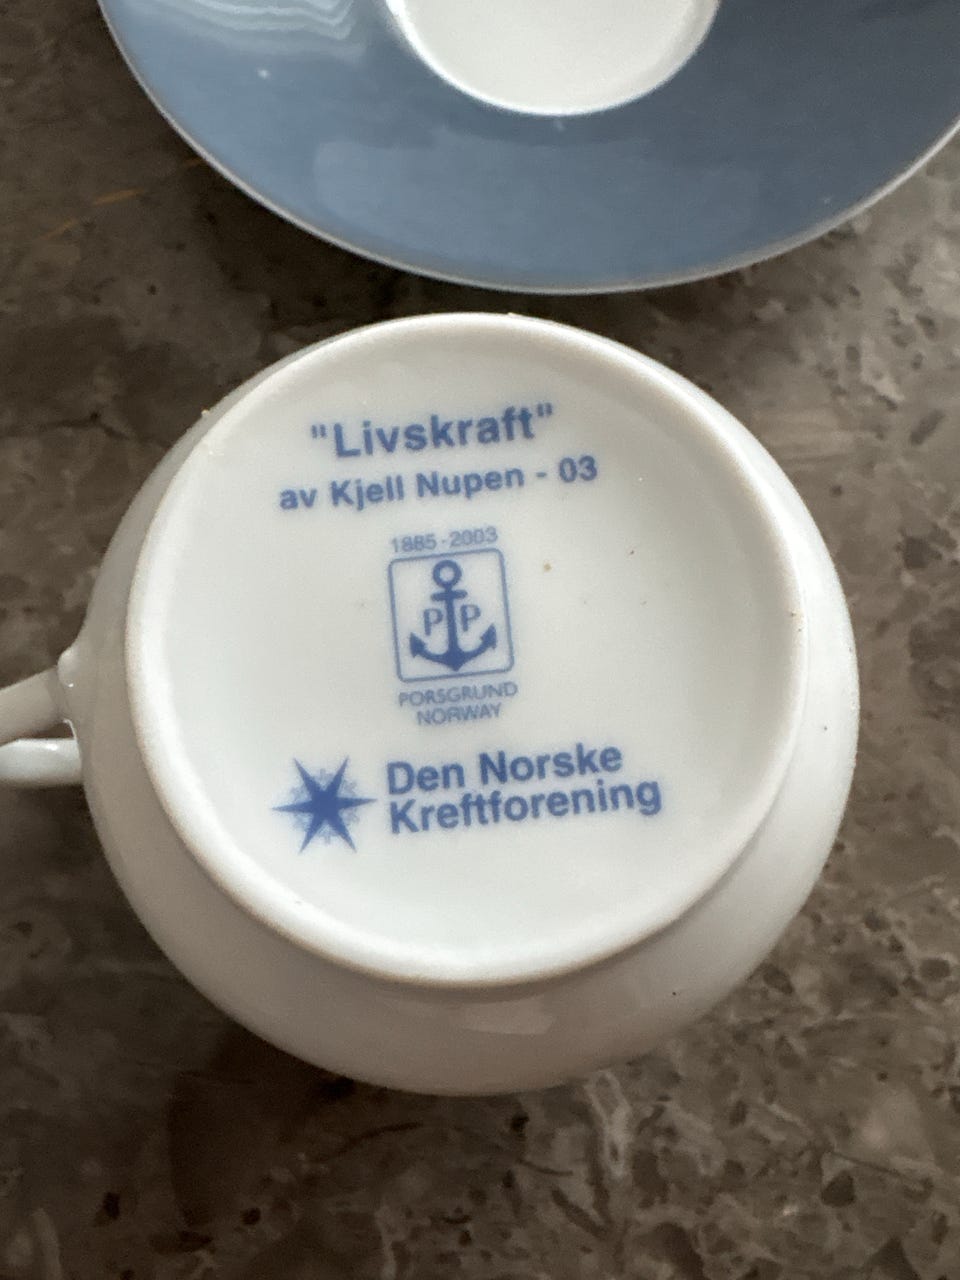 "Livskraft"
av Kjell Nupen - 03
1885-2003
P P
PORSGRUND
NORWAY
Den Norske
Kreftforening